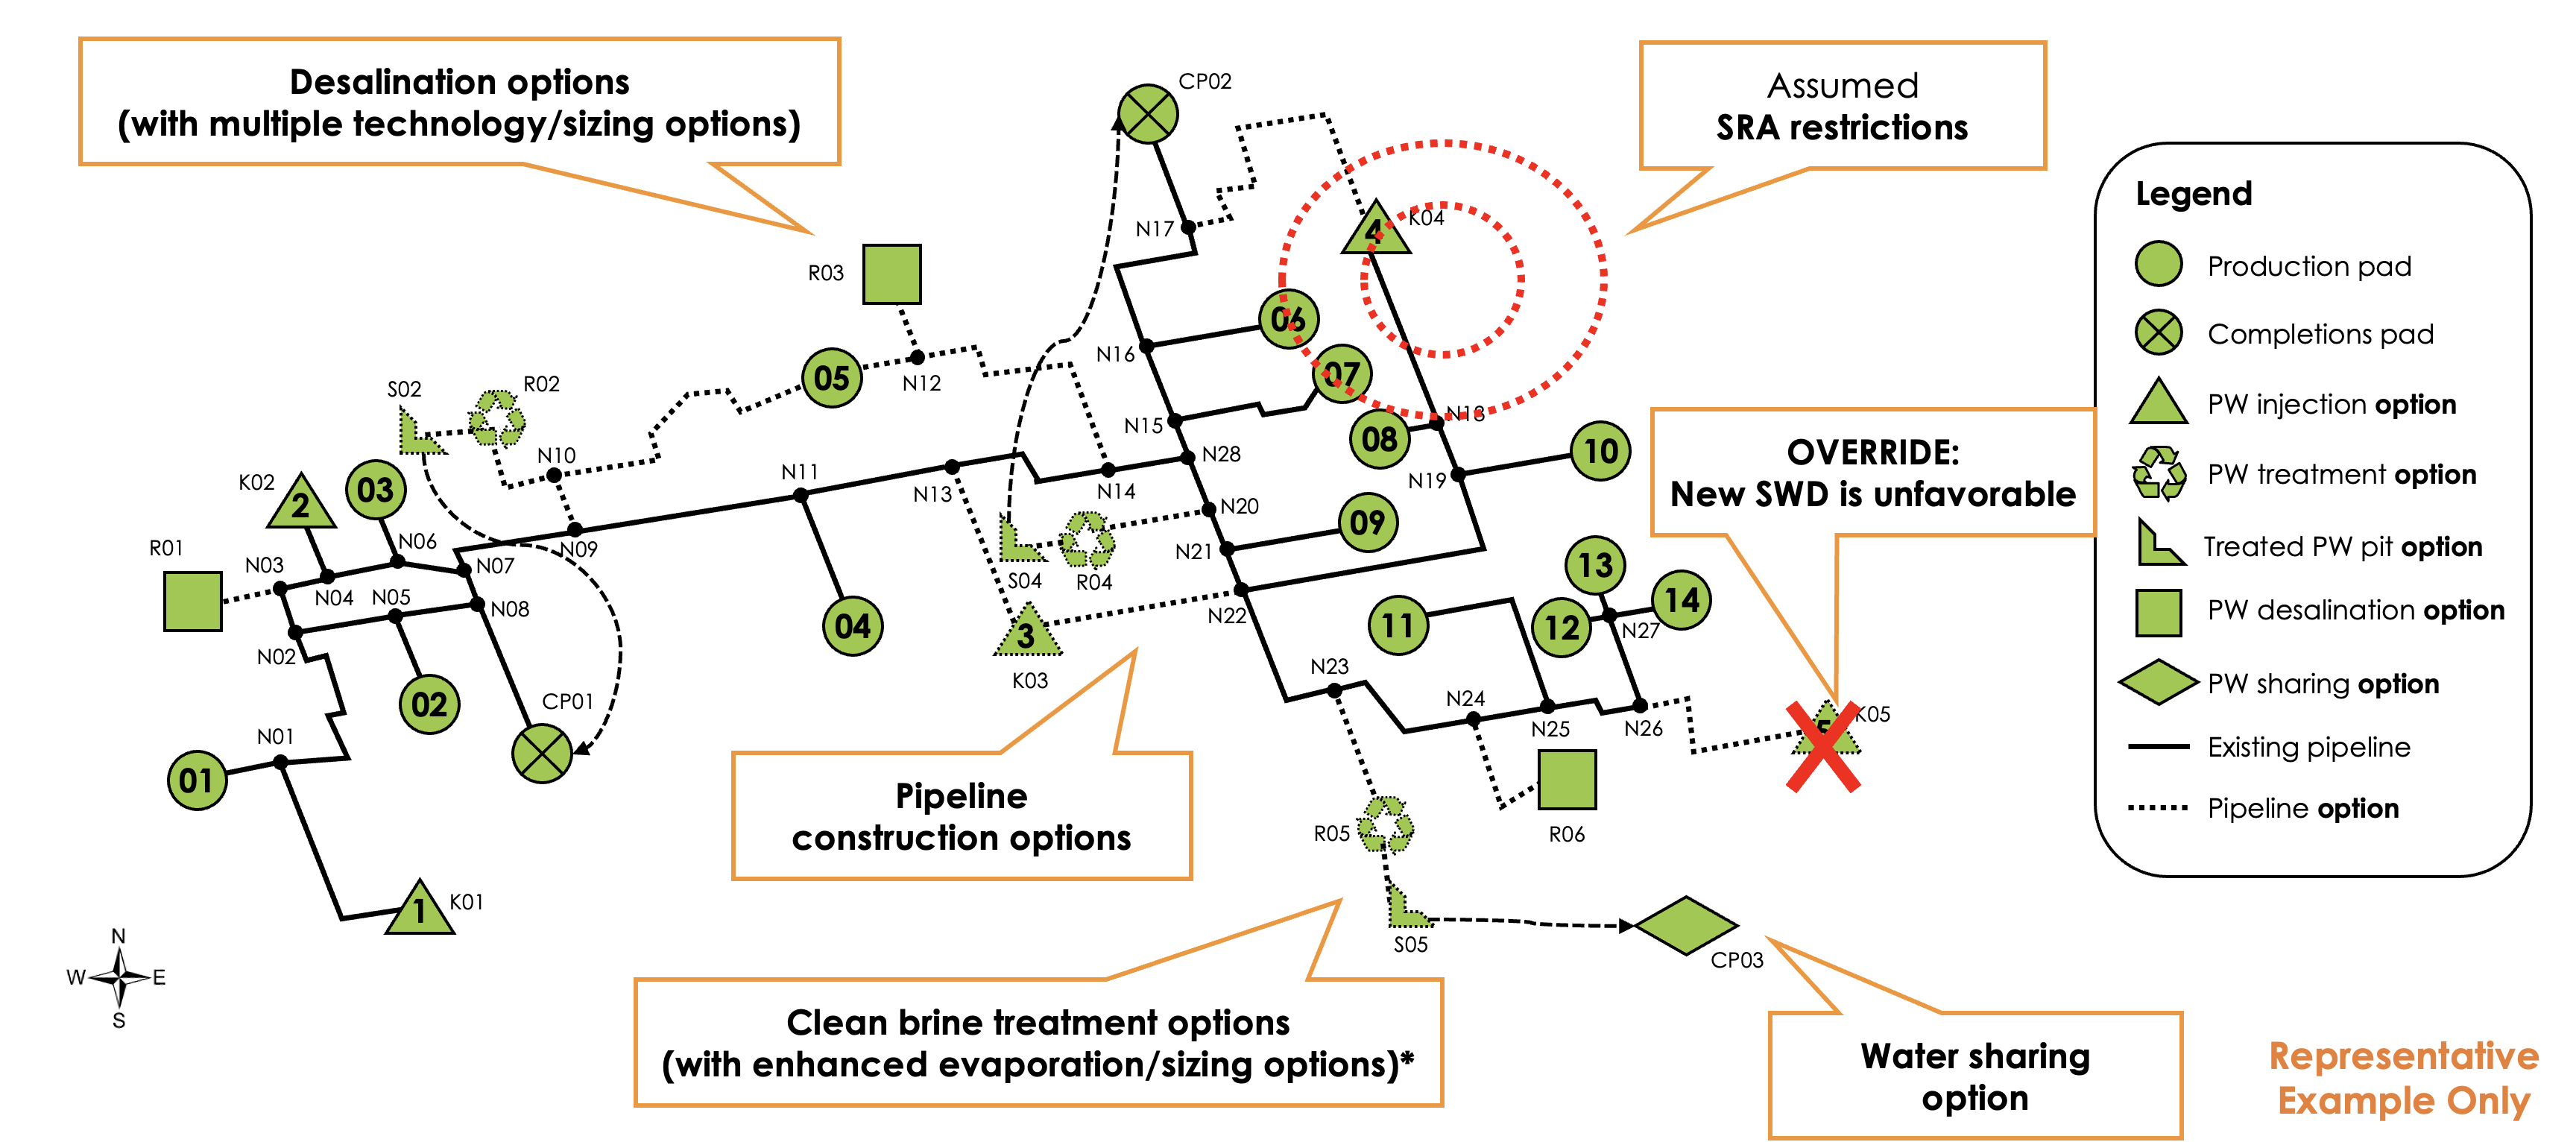 Desalination options
(with multiple technology/sizing options)
CP02
Assumed
SRA restrictions
Legend
Production pad
Completions pad
PW injection option
PW treatment option
Treated PW pit option
PW desalination option
PW sharing option
Existing pipeline
Pipeline option
N17
4
K04
R03
06
N16
05
N12
07
S02
R02
N15
N18
08
OVERRIDE:
New SWD is unfavorable
N10
N11
N28
10
K02
03
N13
N14
N19
2
N20
09
R01
N06
N09
N21
13
N03
N07
S04
R04
14
N04
N05
N08
N22
11
12
N27
04
3
N02
N23
K03
02
CP01
N24
N25
N26
K05
5
N01
01
Pipeline
construction options
R05
R06
1
K01
S05
CP03
N
W
E
S
Clean brine treatment options
(with enhanced evaporation/sizing options)*
Water sharing
option
Representative
Example Only